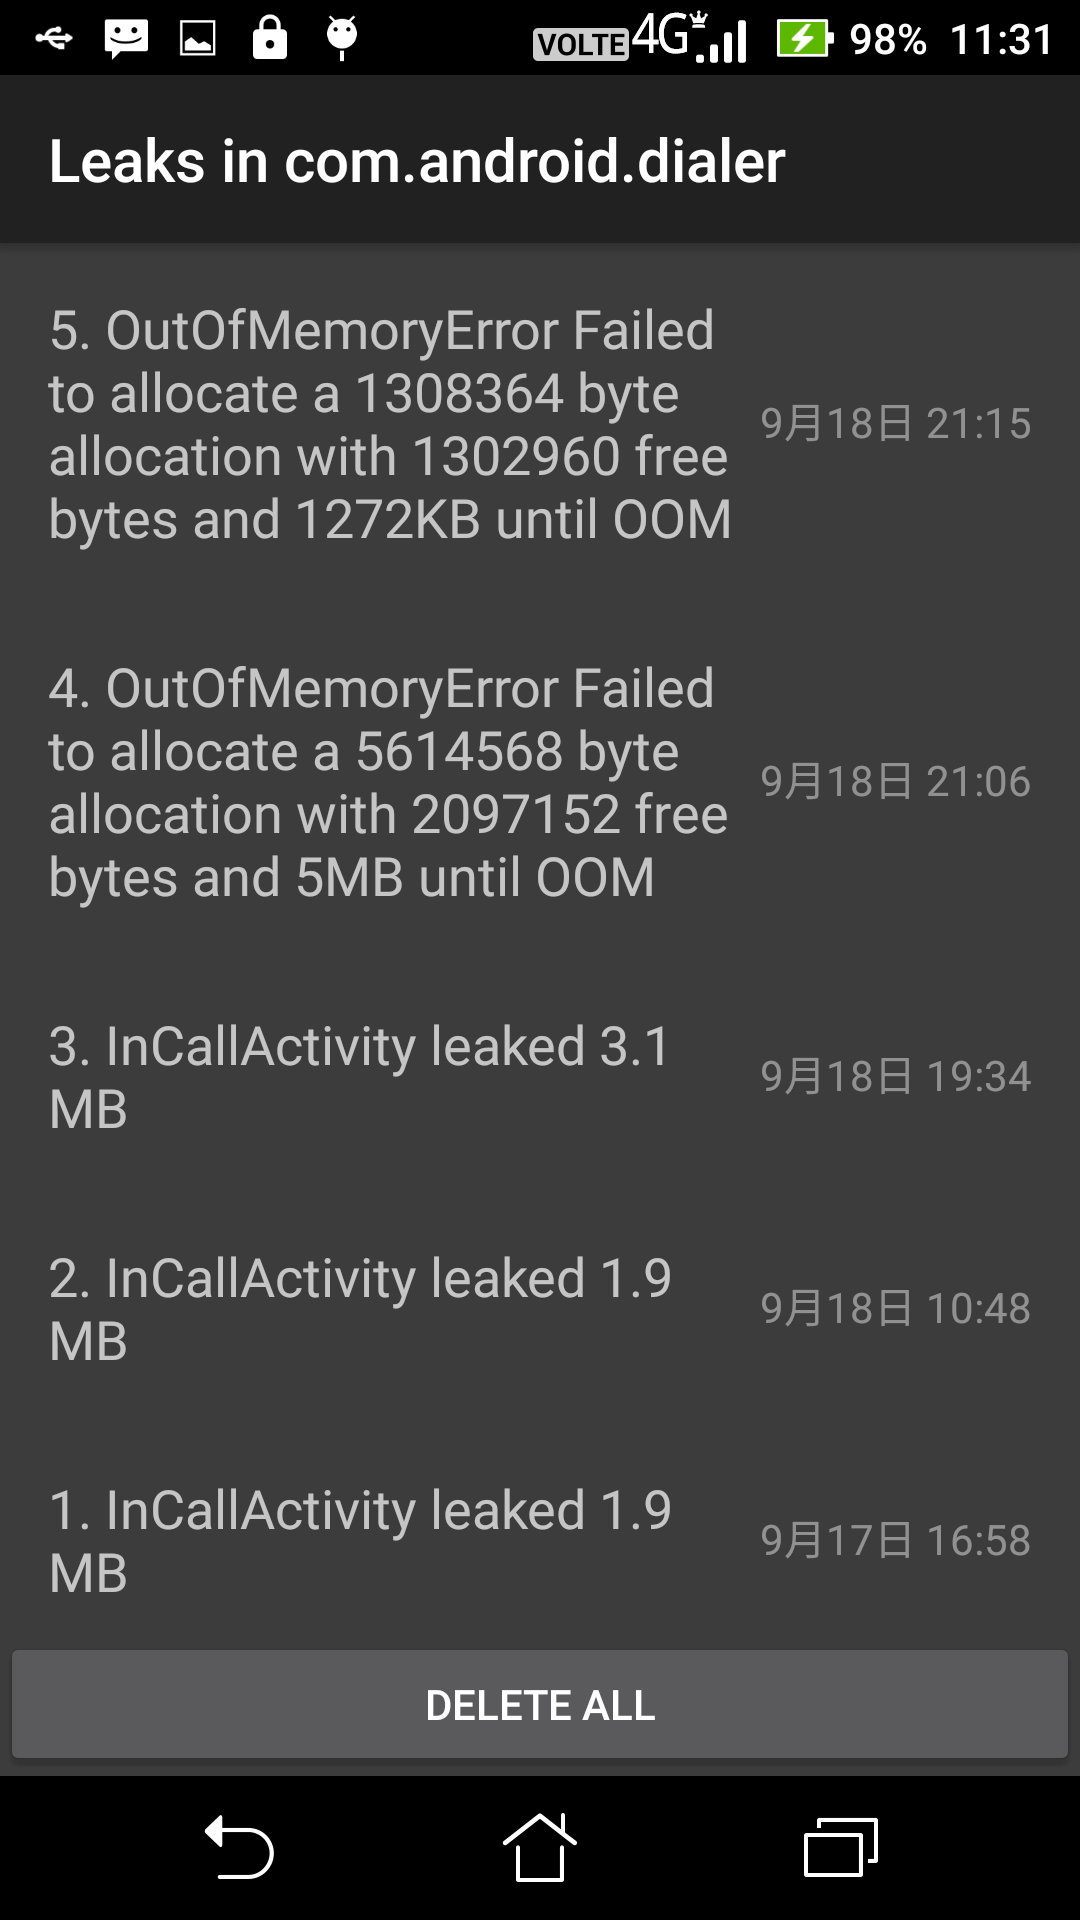 VOLTE 4G 98% 11:31
Leaks in com.android.dialer
5. OutOfMemoryError Failed
to allocate a 1308364 byte
allocation with 1302960 free
bytes and 1272KB until OOM
9月18日 21:15
4. OutOfMemoryError Failed
to allocate a 5614568 byte
allocation with 2097152 free
bytes and 5MB until OOM
9月18日 21:06
3. InCallActivity leaked 3.1
MB
9月18日 19:34
2. InCallActivity leaked 1.9
MB
9月18日 10:48
1. InCallActivity leaked 1.9
MB
9月17日 16:58
DELETE ALL